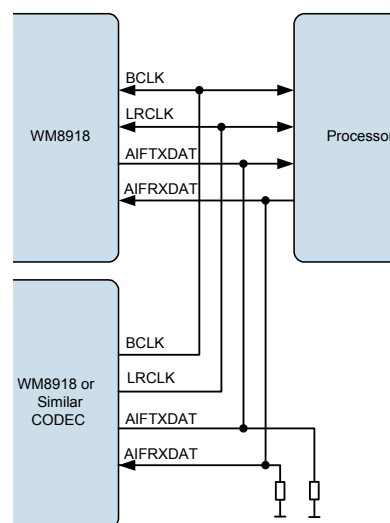 BCLK
LRCLK
WM8918
Processor
AIFTXDAT
AIFRXDAT
BCLK
LRCLK
WM8918 or
Similar
CODEC
AIFTXDAT
AIFRXDAT